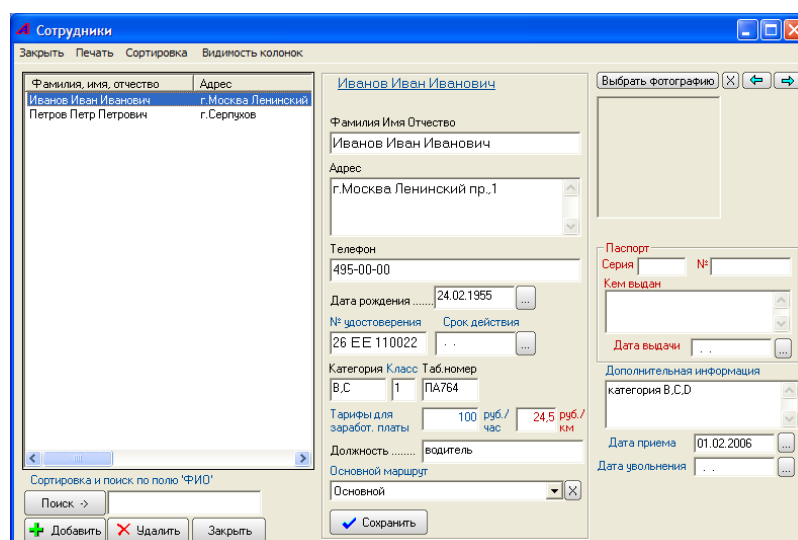 Сотрудники
Закрыть Печать Сортировка Видимость колонок
Фамилия, имя, отчество Адрес
Иванов Иван Иванович г.Москва Ленинский
Петров Петр Петрович г.Серпухов
Сортировка и поиск по полю 'ФИО'
Поиск ->
Добавить Удалить Закрыть
Иванов Иван Иванович
Фамилия Имя Отчество
Иванов Иван Иванович
Адрес
г.Москва Ленинский пр.,1
Телефон
495-00-00
Дата рождения ....... 24.02.1955 ...
№ удостоверения Срок действия
26 ЕЕ 110022 . . ...
Категория Класс Таб.номер
В,С 1 ПА764
Тарифы для заработ. платы 100 руб./час 24,5 руб./км
Должность ........ водитель
Основной маршрут
Основной X
Сохранить
Выбрать фотографию X
Паспорт
Серия №
Кем выдан
Дата выдачи . . ...
Дополнительная информация
категория В,С,D
Дата приема 01.02.2006 ...
Дата увольнения . . ...